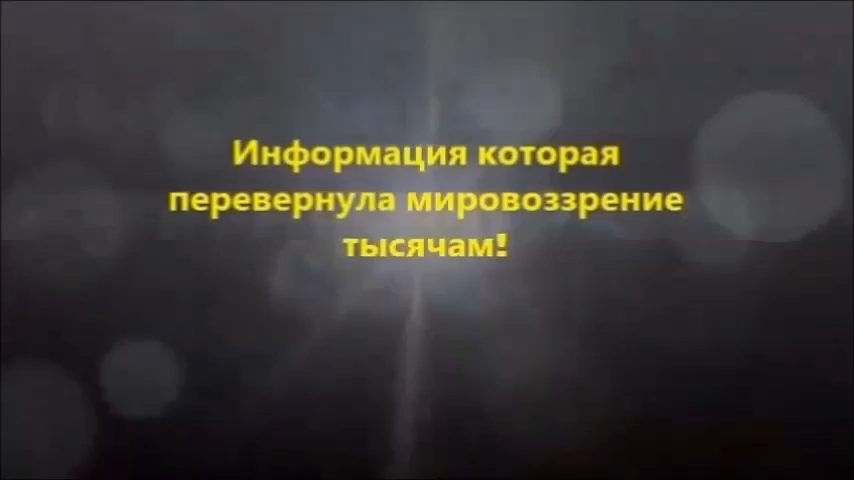 Информация которая
перевернула мировоззрение
тысячам!